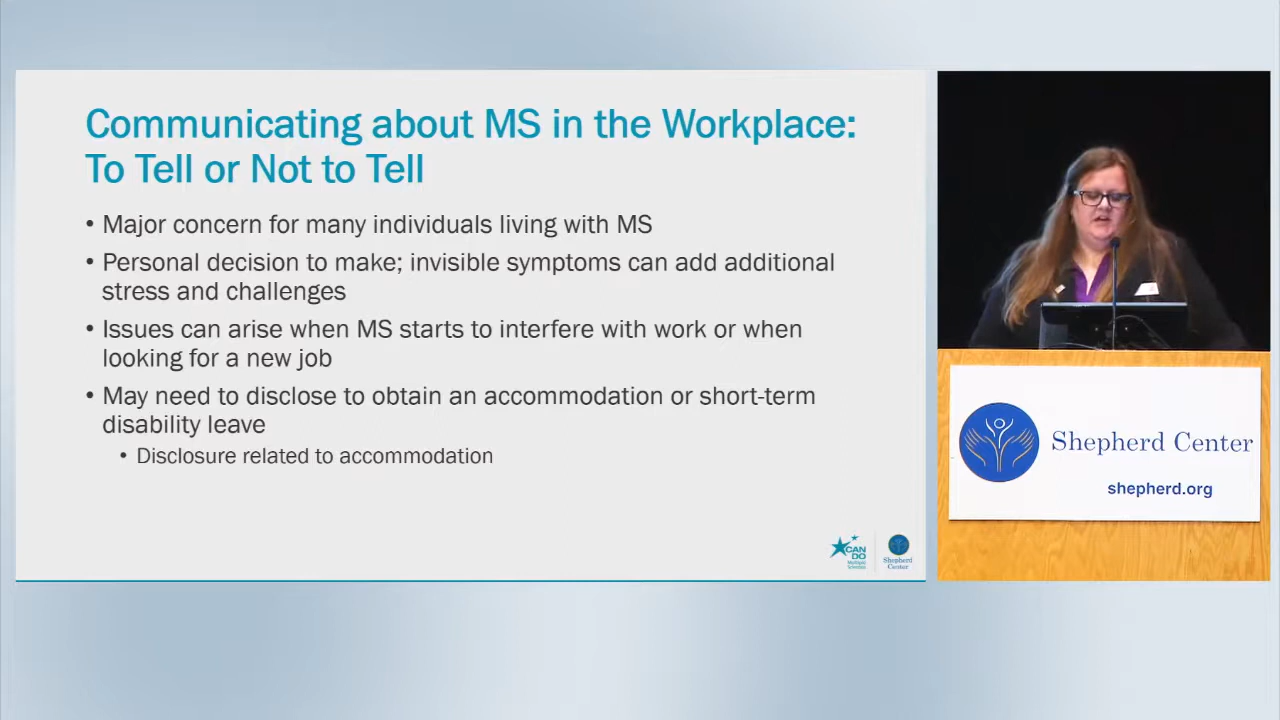 Communicating about MS in the Workplace:
To Tell or Not to Tell
• Major concern for many individuals living with MS
• Personal decision to make; invisible symptoms can add additional
stress and challenges
• Issues can arise when MS starts to interfere with work or when
looking for a new job
• May need to disclose to obtain an accommodation or short-term
disability leave
• Disclosure related to accommodation
CAN
DO
Multiple
Sclerosis
Shepherd
Center
Shepherd Center
shepherd.org